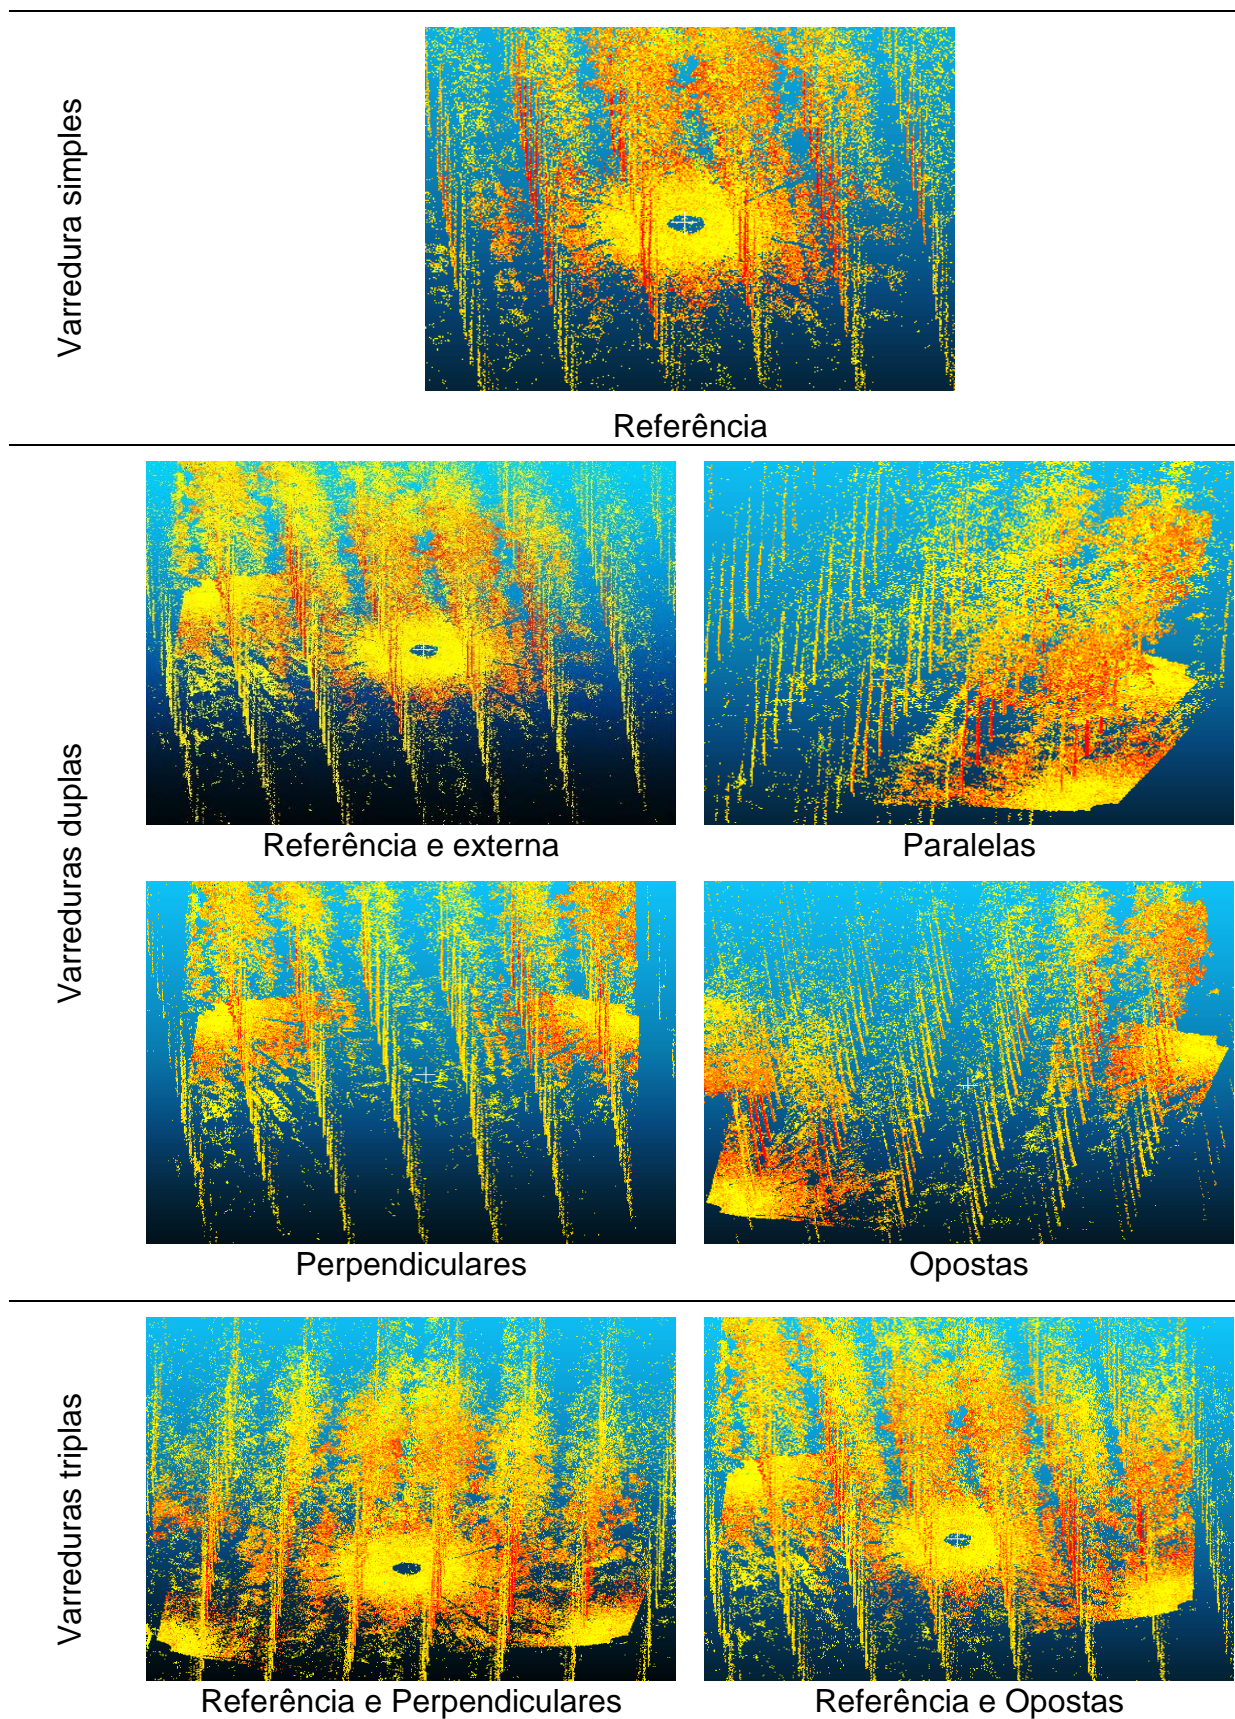 Varredura simples
Referência
Varreduras duplas
Referência e externa
Paralelas
Perpendiculares
Opostas
Varreduras triplas
Referência e Perpendiculares
Referência e Opostas